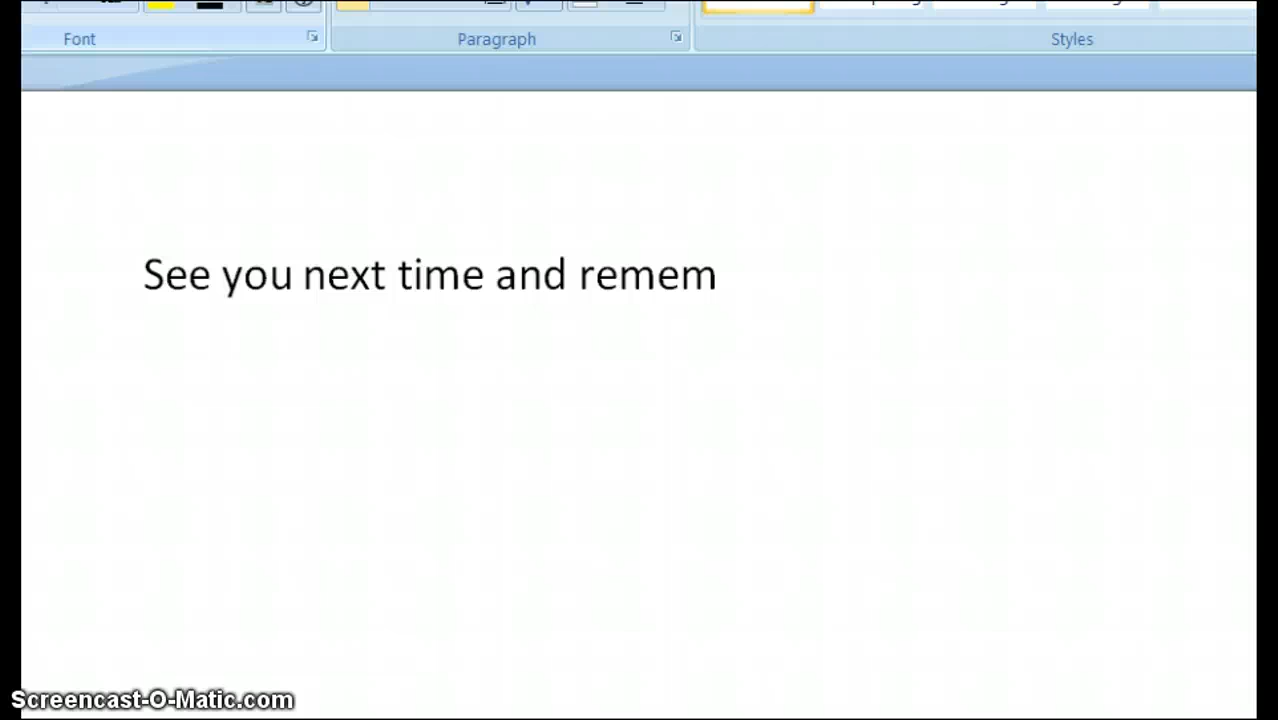 Font
Paragraph
Styles
See you next time and remem
Screencast-O-Matic.com